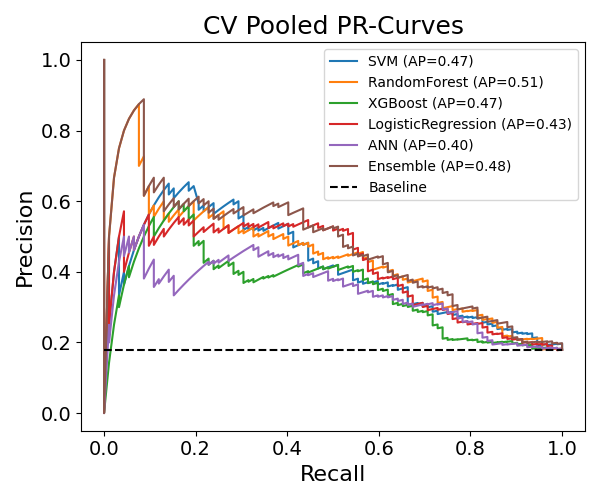 CV Pooled PR-Curves
Precision
1.0
0.8
0.6
0.4
0.2
0.0
SVM (AP=0.47)
RandomForest (AP=0.51)
XGBoost (AP=0.47)
LogisticRegression (AP=0.43)
ANN (AP=0.40)
Ensemble (AP=0.48)
Baseline
0.0 0.2 0.4 0.6 0.8 1.0
Recall